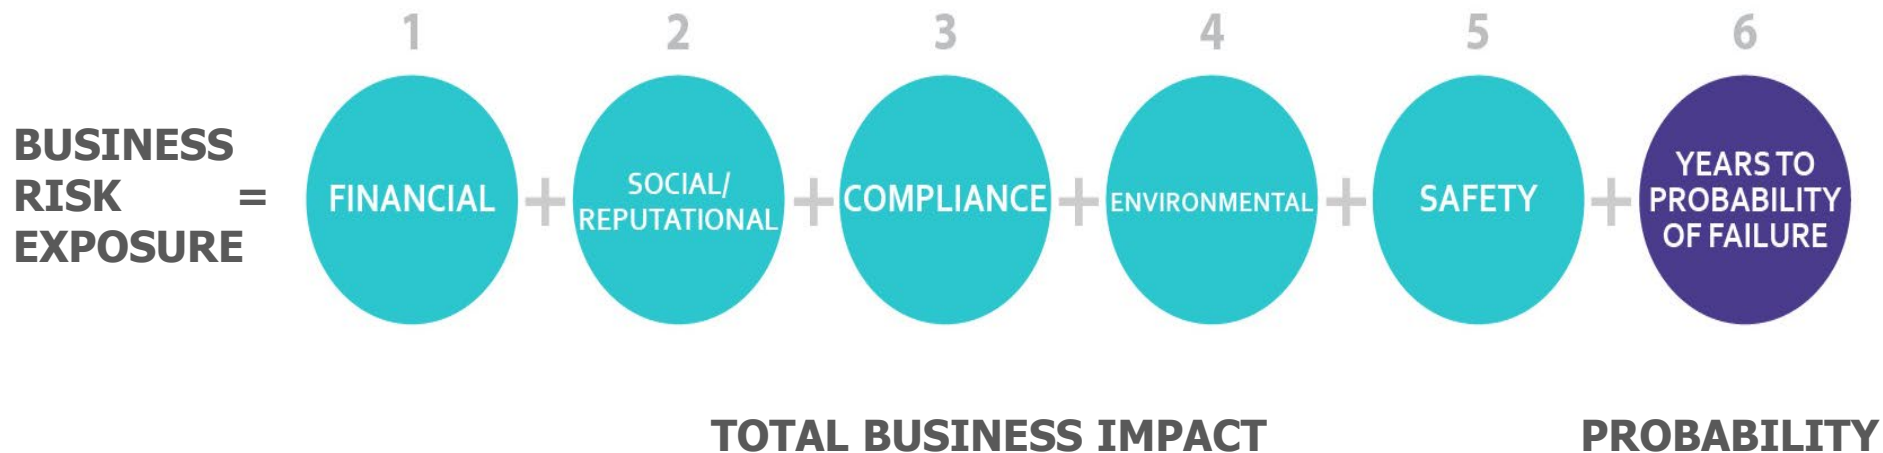 1 2 3 4 5 6
BUSINESS
RISK =
EXPOSURE
FINANCIAL
+
SOCIAL/
REPUTATIONAL
+
COMPLIANCE
+
ENVIRONMENTAL
+
SAFETY
+
YEARS TO
PROBABILITY
OF FAILURE
TOTAL BUSINESS IMPACT
PROBABILITY